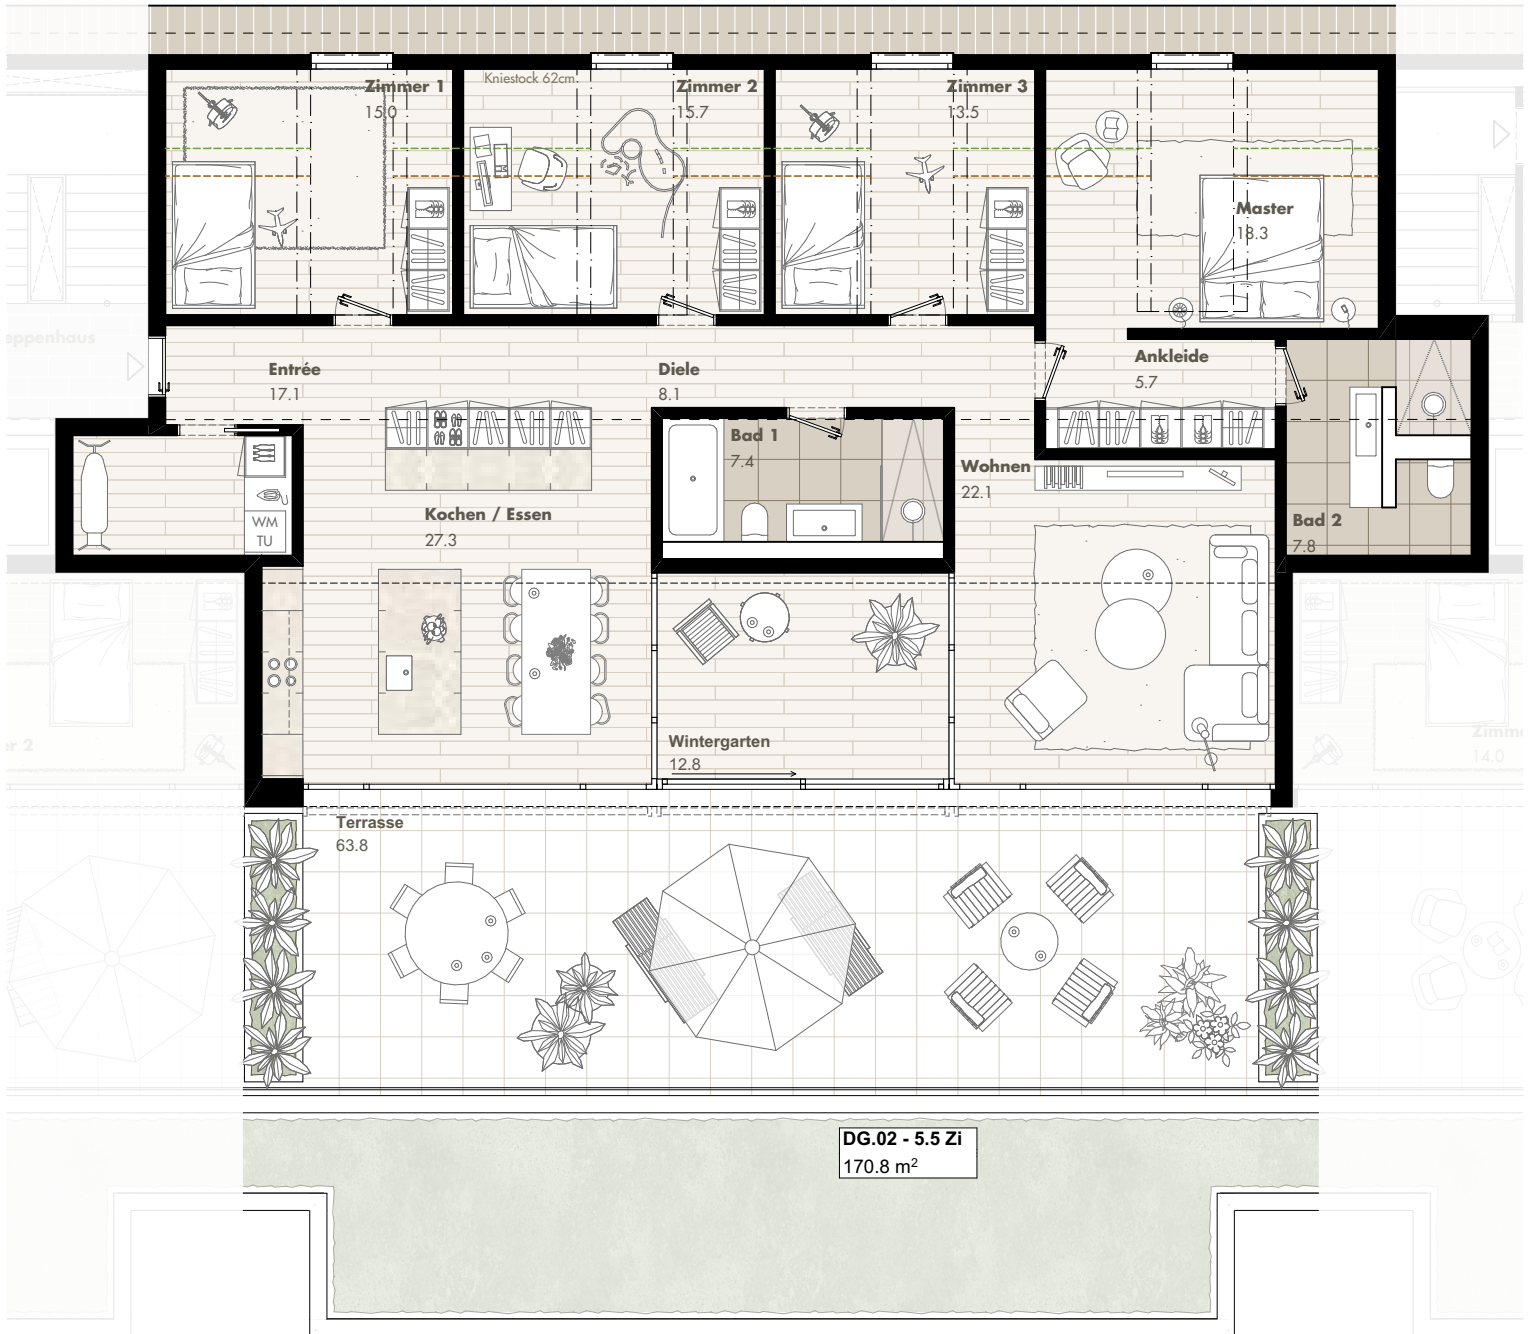 Zimmer 1
15.0
Kniestock 62cm
Zimmer 2
15.7
Zimmer 3
13.5
Master
18.3
eppenhaus
Entrée
17.1
Diele
8.1
Ankleide
5.7
Bad 1
7.4
Wohnen
22.1
WM
TU
Kochen / Essen
27.3
Bad 2
7.8
er 2
Wintergarten
12.8
Zimme
14.0
Terrasse
63.8
DG.02 - 5.5 Zi
170.8 m²